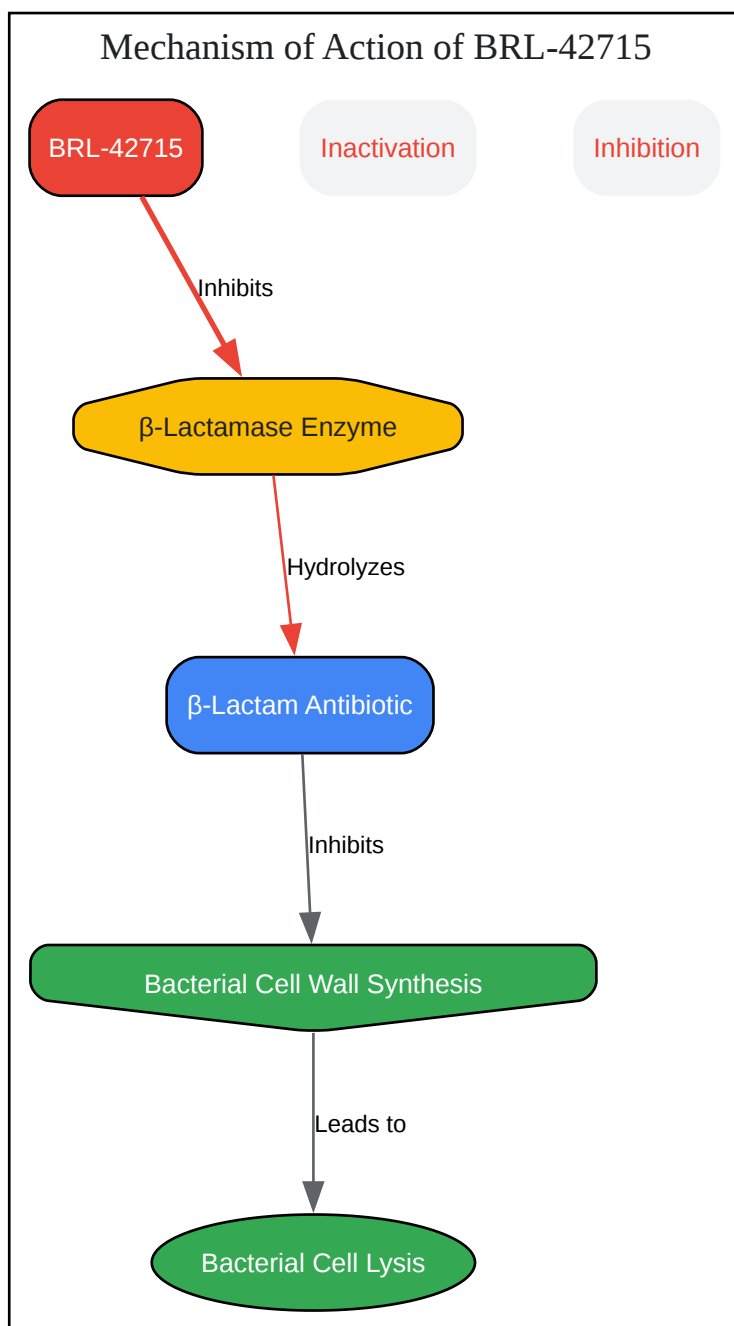 Mechanism of Action of BRL-42715
BRL-42715
Inactivation
Inhibition
Inhibits
β-Lactamase Enzyme
Hydrolyzes
β-Lactam Antibiotic
Inhibits
Bacterial Cell Wall Synthesis
Leads to
Bacterial Cell Lysis